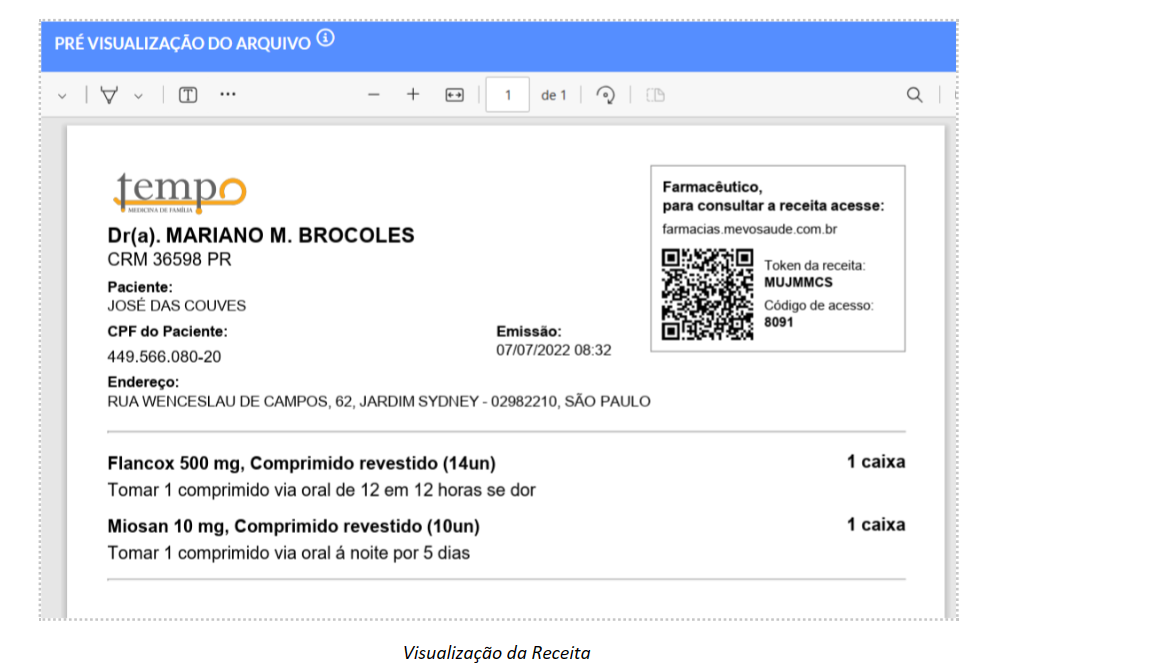 PRÉ VISUALIZAÇÃO DO ARQUIVO
1 de 1
tempo
MEDICINA DE FAMÍLIA
Dr(a). MARIANO M. BROCOLES
CRM 36598 PR
Paciente:
JOSÉ DAS COUVES
CPF do Paciente:
449.566.080-20
Emissão:
07/07/2022 08:32
Endereço:
RUA WENCESLAU DE CAMPOS, 62, JARDIM SYDNEY - 02982210, SÃO PAULO
Farmacêutico,
para consultar a receita acesse:
farmacias.mevosaude.com.br
Token da receita:
MUJMMCS
Código de acesso:
8091
Flancox 500 mg, Comprimido revestido (14un) 1 caixa
Tomar 1 comprimido via oral de 12 em 12 horas se dor
Miosan 10 mg, Comprimido revestido (10un) 1 caixa
Tomar 1 comprimido via oral á noite por 5 dias
Visualização da Receita